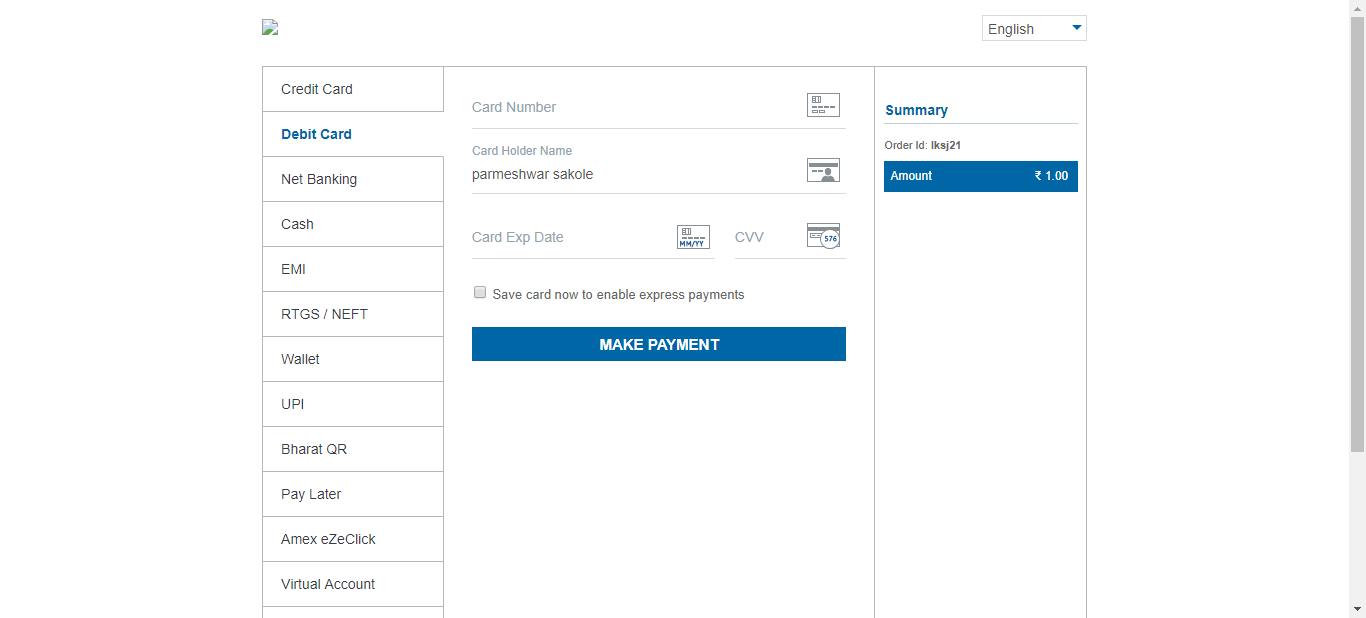 English
Credit Card
Debit Card
Net Banking
Cash
EMI
RTGS / NEFT
Wallet
UPI
Bharat QR
Pay Later
Amex eZeClick
Virtual Account
Card Number
Card Holder Name
parmeshwar sakole
Card Exp Date
MM/YY
CVV
576
Save card now to enable express payments
MAKE PAYMENT
Summary
Order Id: lksj21
Amount ₹ 1.00